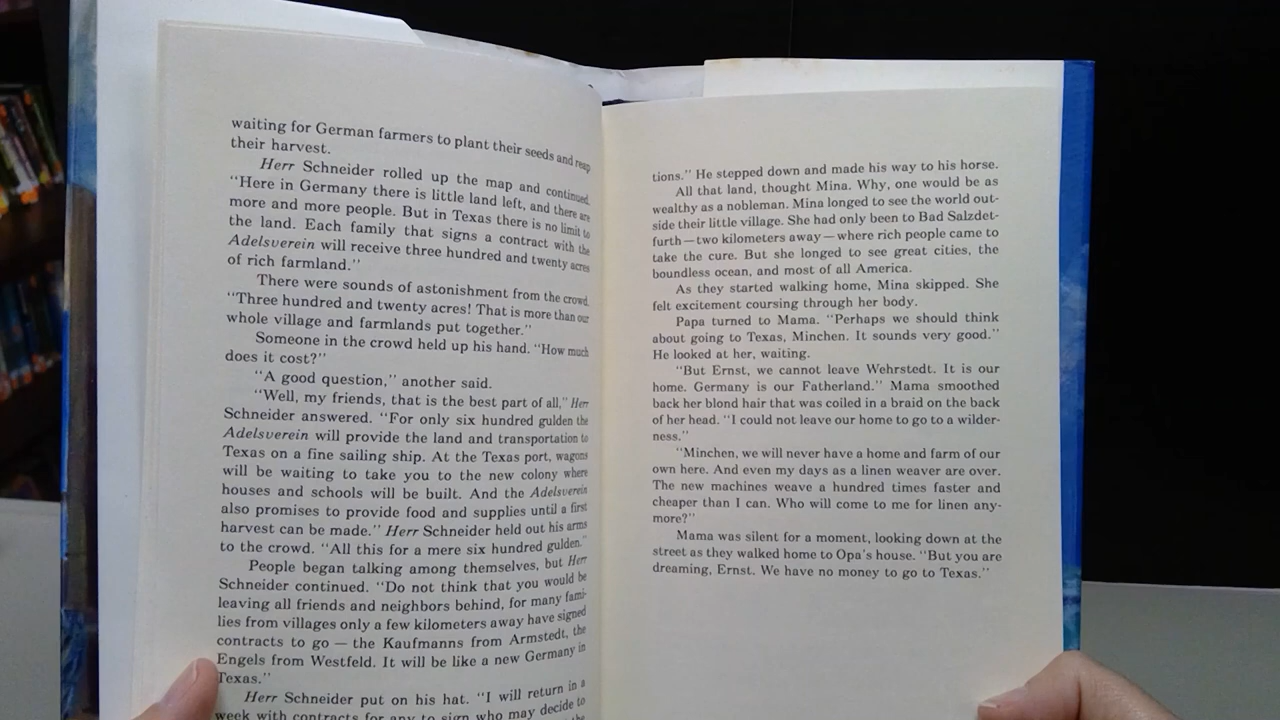 waiting for German farmers to plant their seeds and reap
their harvest.
Herr Schneider rolled up the map and continued.
"Here in Germany there is little land left, and there are
more and more people. But in Texas there is no limit to
the land. Each family that signs a contract with the
Adelsverein will receive three hundred and twenty acres
of rich farmland."
There were sounds of astonishment from the crowd.
"Three hundred and twenty acres! That is more than our
whole village and farmlands put together."
Someone in the crowd held up his hand. "How much
does it cost?"
"A good question," another said.
"Well, my friends, that is the best part of all," Herr
Schneider answered. "For only six hundred gulden the
Adelsverein will provide the land and transportation to
Texas on a fine sailing ship. At the Texas port, wagons
will be waiting to take you to the new colony where
houses and schools will be built. And the Adelsverein
also promises to provide food and supplies until a first
harvest can be made." Herr Schneider held out his arms
to the crowd. "All this for a mere six hundred gulden."
People began talking among themselves, but Herr
Schneider continued. "Do not think that you would be
leaving all friends and neighbors behind, for many fami-
lies from villages only a few kilometers away have signed
contracts to go — the Kaufmanns from Armstedt, the
Engels from Westfeld. It will be like a new Germany in
Texas."
Herr Schneider put on his hat. "I will return in a
week with contracts for any to sign who may decide to
the
tions." He stepped down and made his way to his horse.
All that land, thought Mina. Why, one would be as
wealthy as a nobleman. Mina longed to see the world out-
side their little village. She had only been to Bad Salzdet-
furth — two kilometers away — where rich people came to
take the cure. But she longed to see great cities, the
boundless ocean, and most of all America.
As they started walking home, Mina skipped. She
felt excitement coursing through her body.
Papa turned to Mama. "Perhaps we should think
about going to Texas, Minchen. It sounds very good."
He looked at her, waiting.
"But Ernst, we cannot leave Wehrstedt. It is our
home. Germany is our Fatherland." Mama smoothed
back her blond hair that was coiled in a braid on the back
of her head. "I could not leave our home to go to a wilder-
ness."
"Minchen, we will never have a home and farm of our
own here. And even my days as a linen weaver are over.
The new machines weave a hundred times faster and
cheaper than I can. Who will come to me for linen any-
more?"
Mama was silent for a moment, looking down at the
street as they walked home to Opa's house. "But you are
dreaming, Ernst. We have no money to go to Texas."